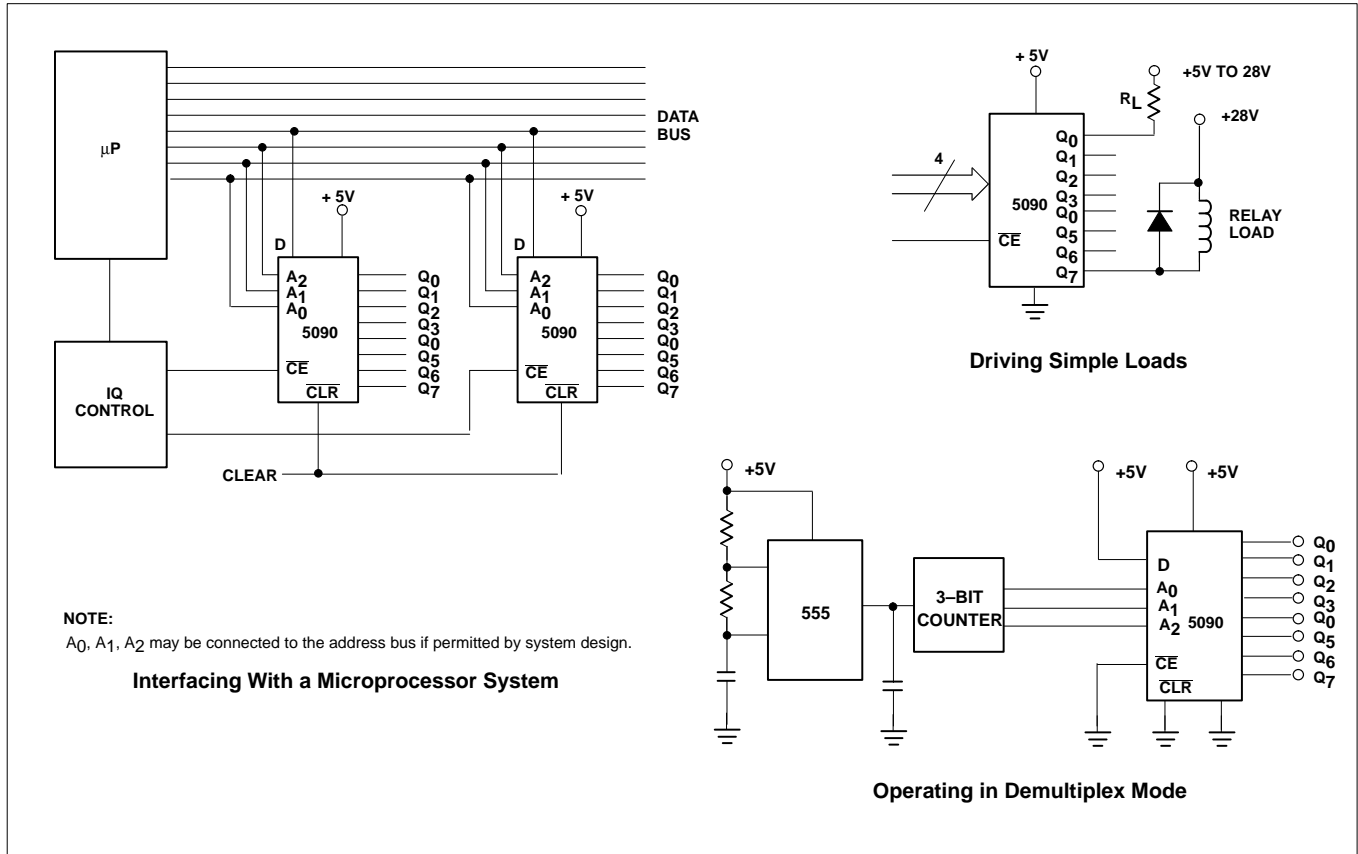 µP
DATA
BUS
+ 5V
+ 5V
D
D
A2
A1
A0
5090
CE
CLR
Q0
Q1
Q2
Q3
Q0
Q5
Q6
Q7
A2
A1
A0
5090
CE
CLR
Q0
Q1
Q2
Q3
Q0
Q5
Q6
Q7
IQ
CONTROL
CLEAR
NOTE:
A0, A1, A2 may be connected to the address bus if permitted by system design.
Interfacing With a Microprocessor System
+ 5V
+5V TO 28V
RL
+28V
4
5090
CE
Q0
Q1
Q2
Q3
Q0
Q5
Q6
Q7
RELAY
LOAD
Driving Simple Loads
+5V
555
3–BIT
COUNTER
+5V
+5V
D
A0
A1
A2
5090
CE
CLR
Q0
Q1
Q2
Q3
Q0
Q5
Q6
Q7
Operating in Demultiplex Mode